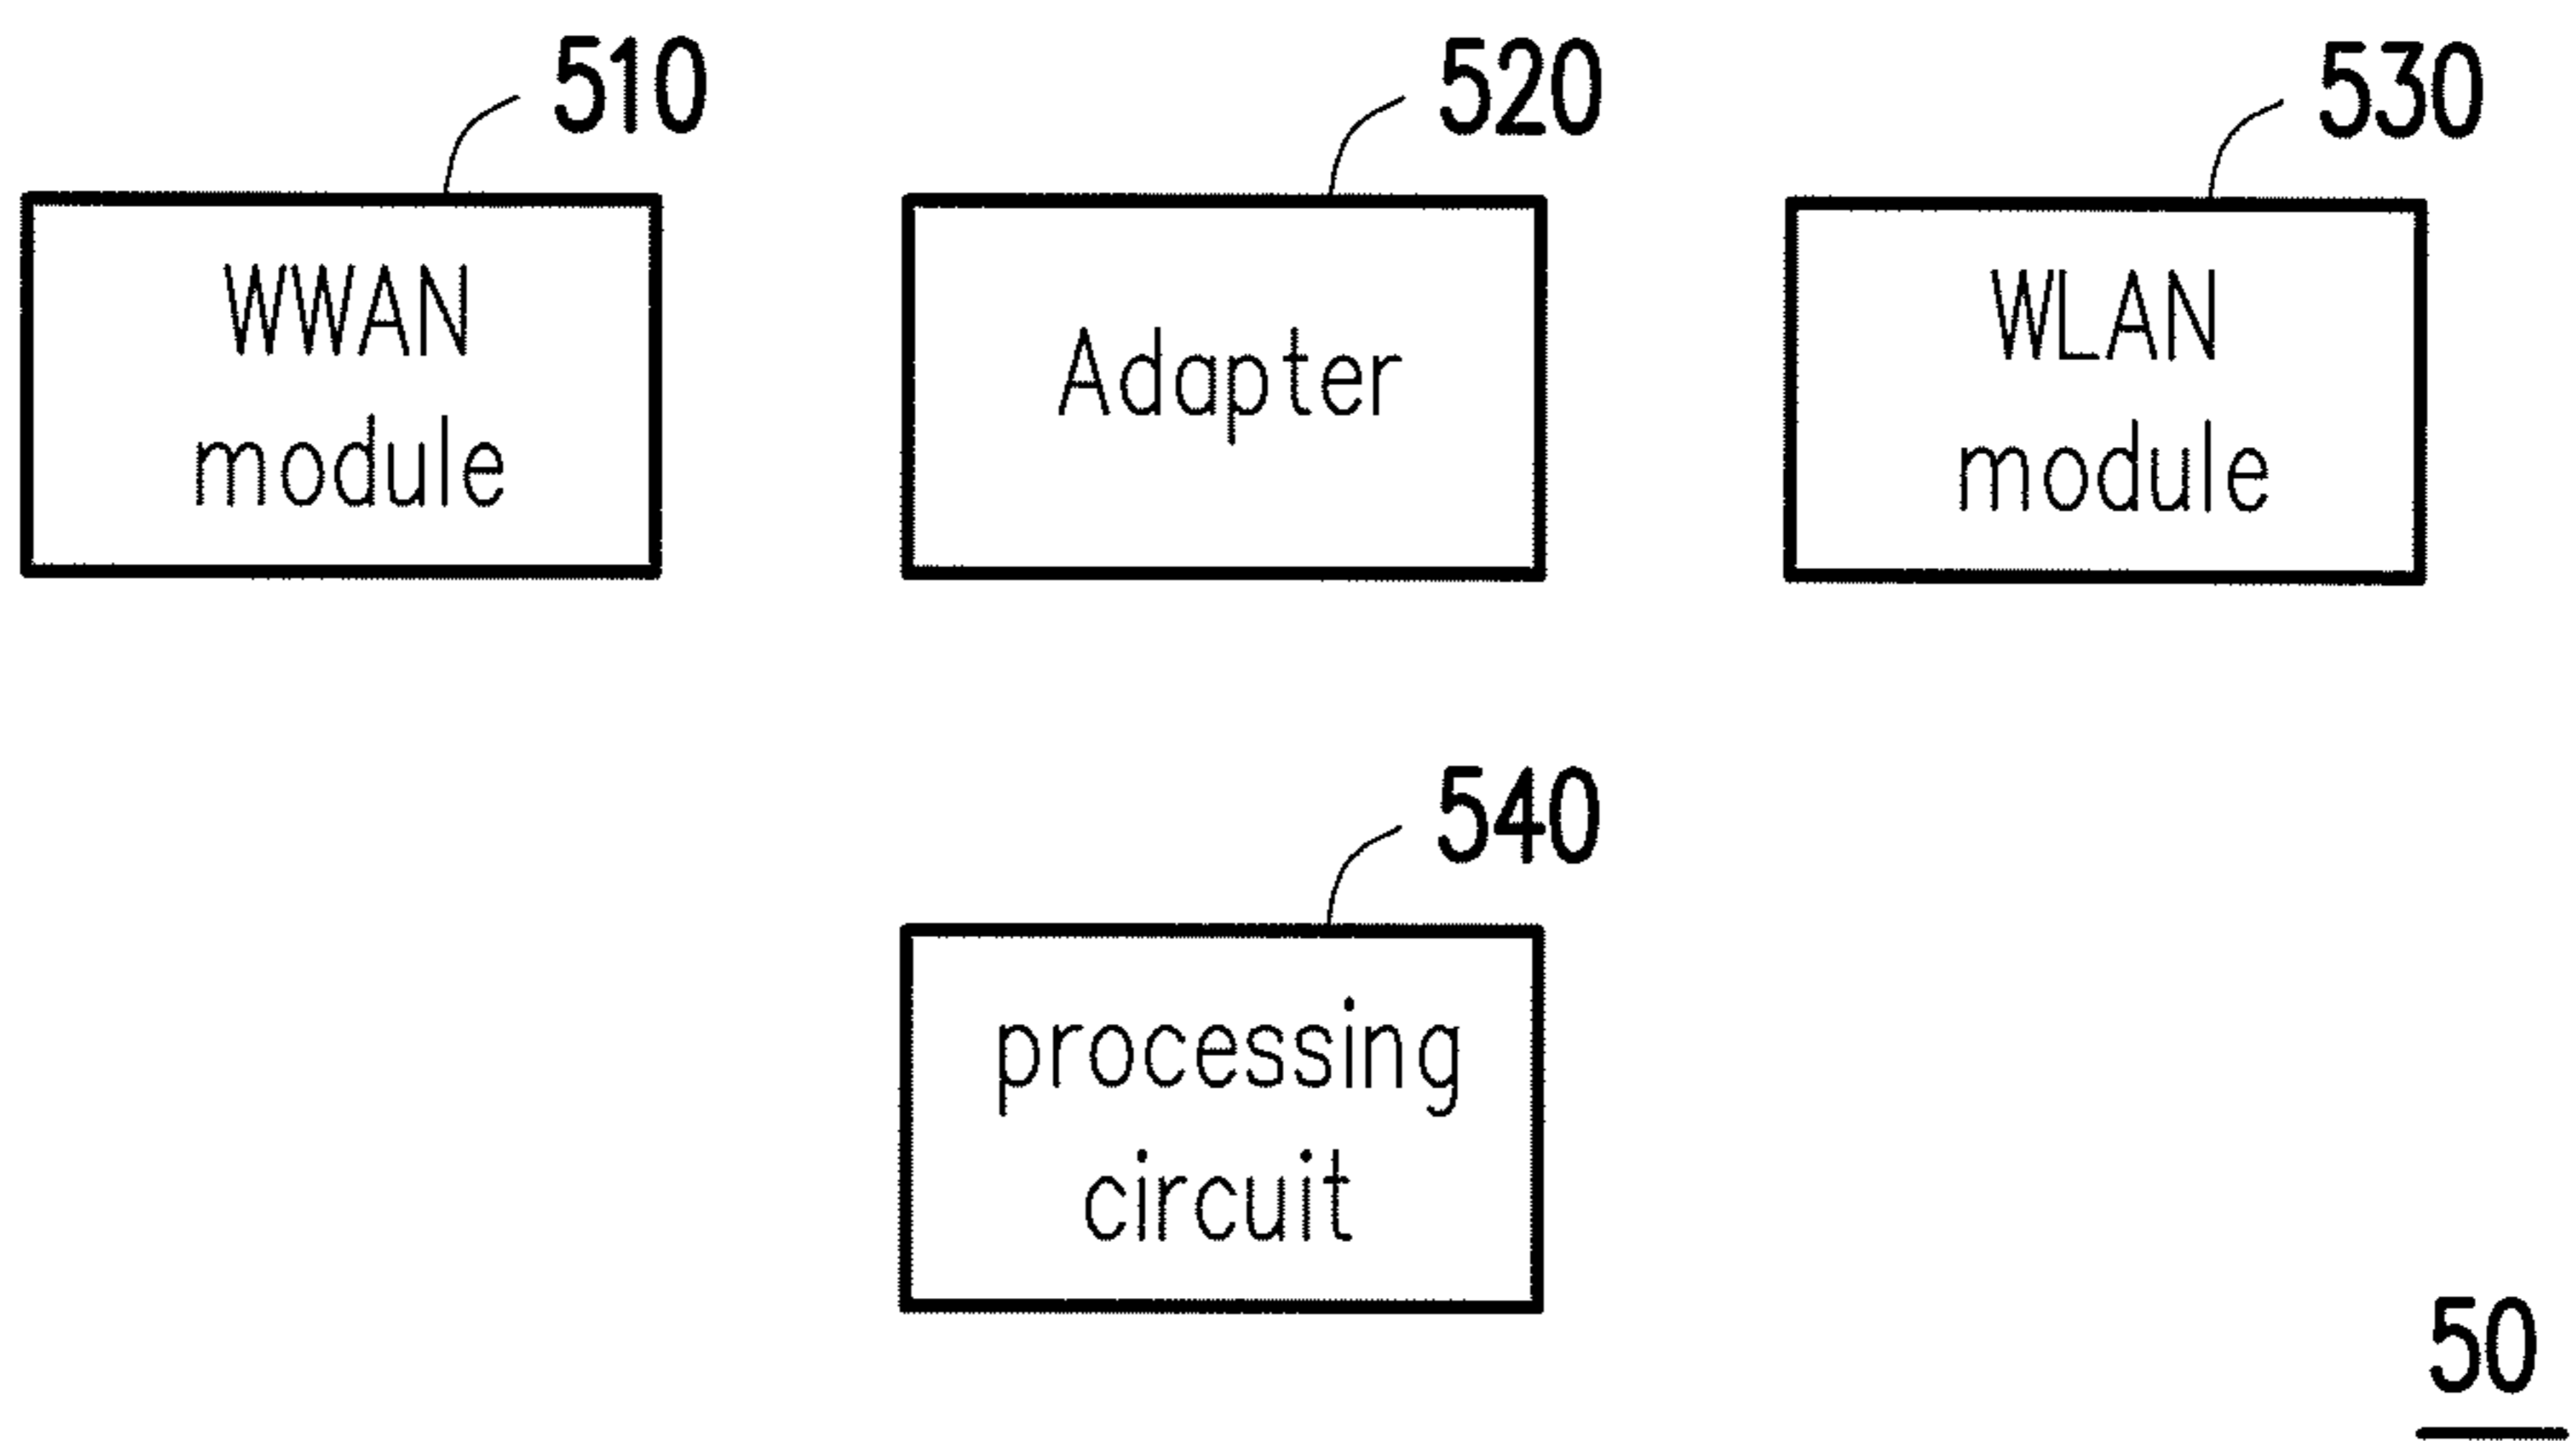 510
520
530
WWAN
module
Adapter
WLAN
module
540
processing
circuit
50